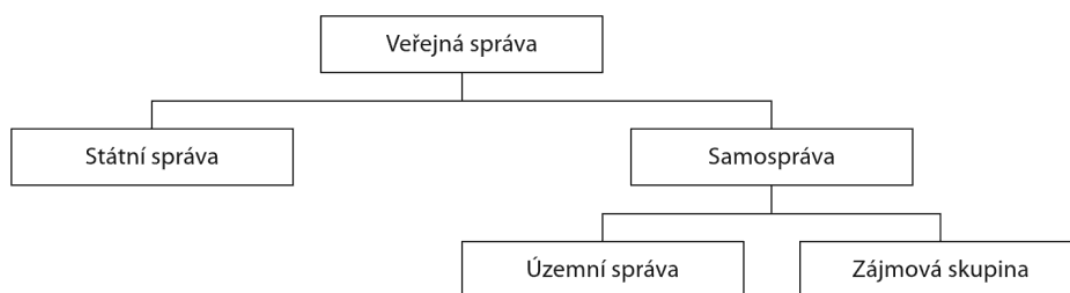 Veřejná správa
Státní správa
Samospráva
Územní správa
Zájmová skupina